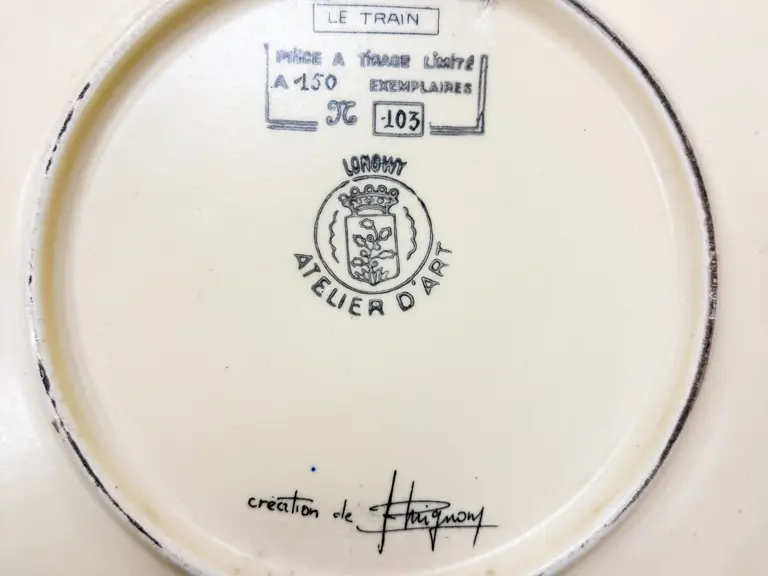 LE TRAIN
PIÈCE A TIRAGE LIMITÉ
A 150 EXEMPLAIRES
N 103
LONGWY
ATELIER D'ART
création de